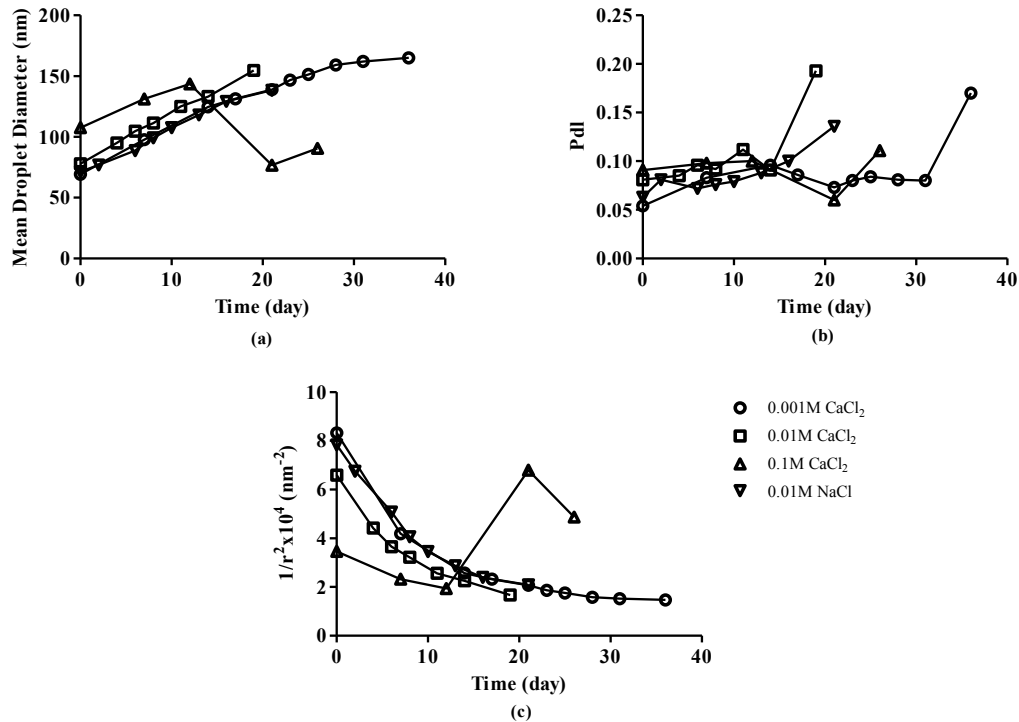 Mean Droplet Diameter (nm)
200
150
100
50
0
0 10 20 30 40
Time (day)
(a)
PdI
0.25
0.20
0.15
0.10
0.05
0.00
0 10 20 30 40
Time (day)
(b)
1/r²x10⁴ (nm⁻²)
10
8
6
4
2
0
0 10 20 30 40
Time (day)
(c)
0.001M CaCl₂
0.01M CaCl₂
0.1M CaCl₂
0.01M NaCl